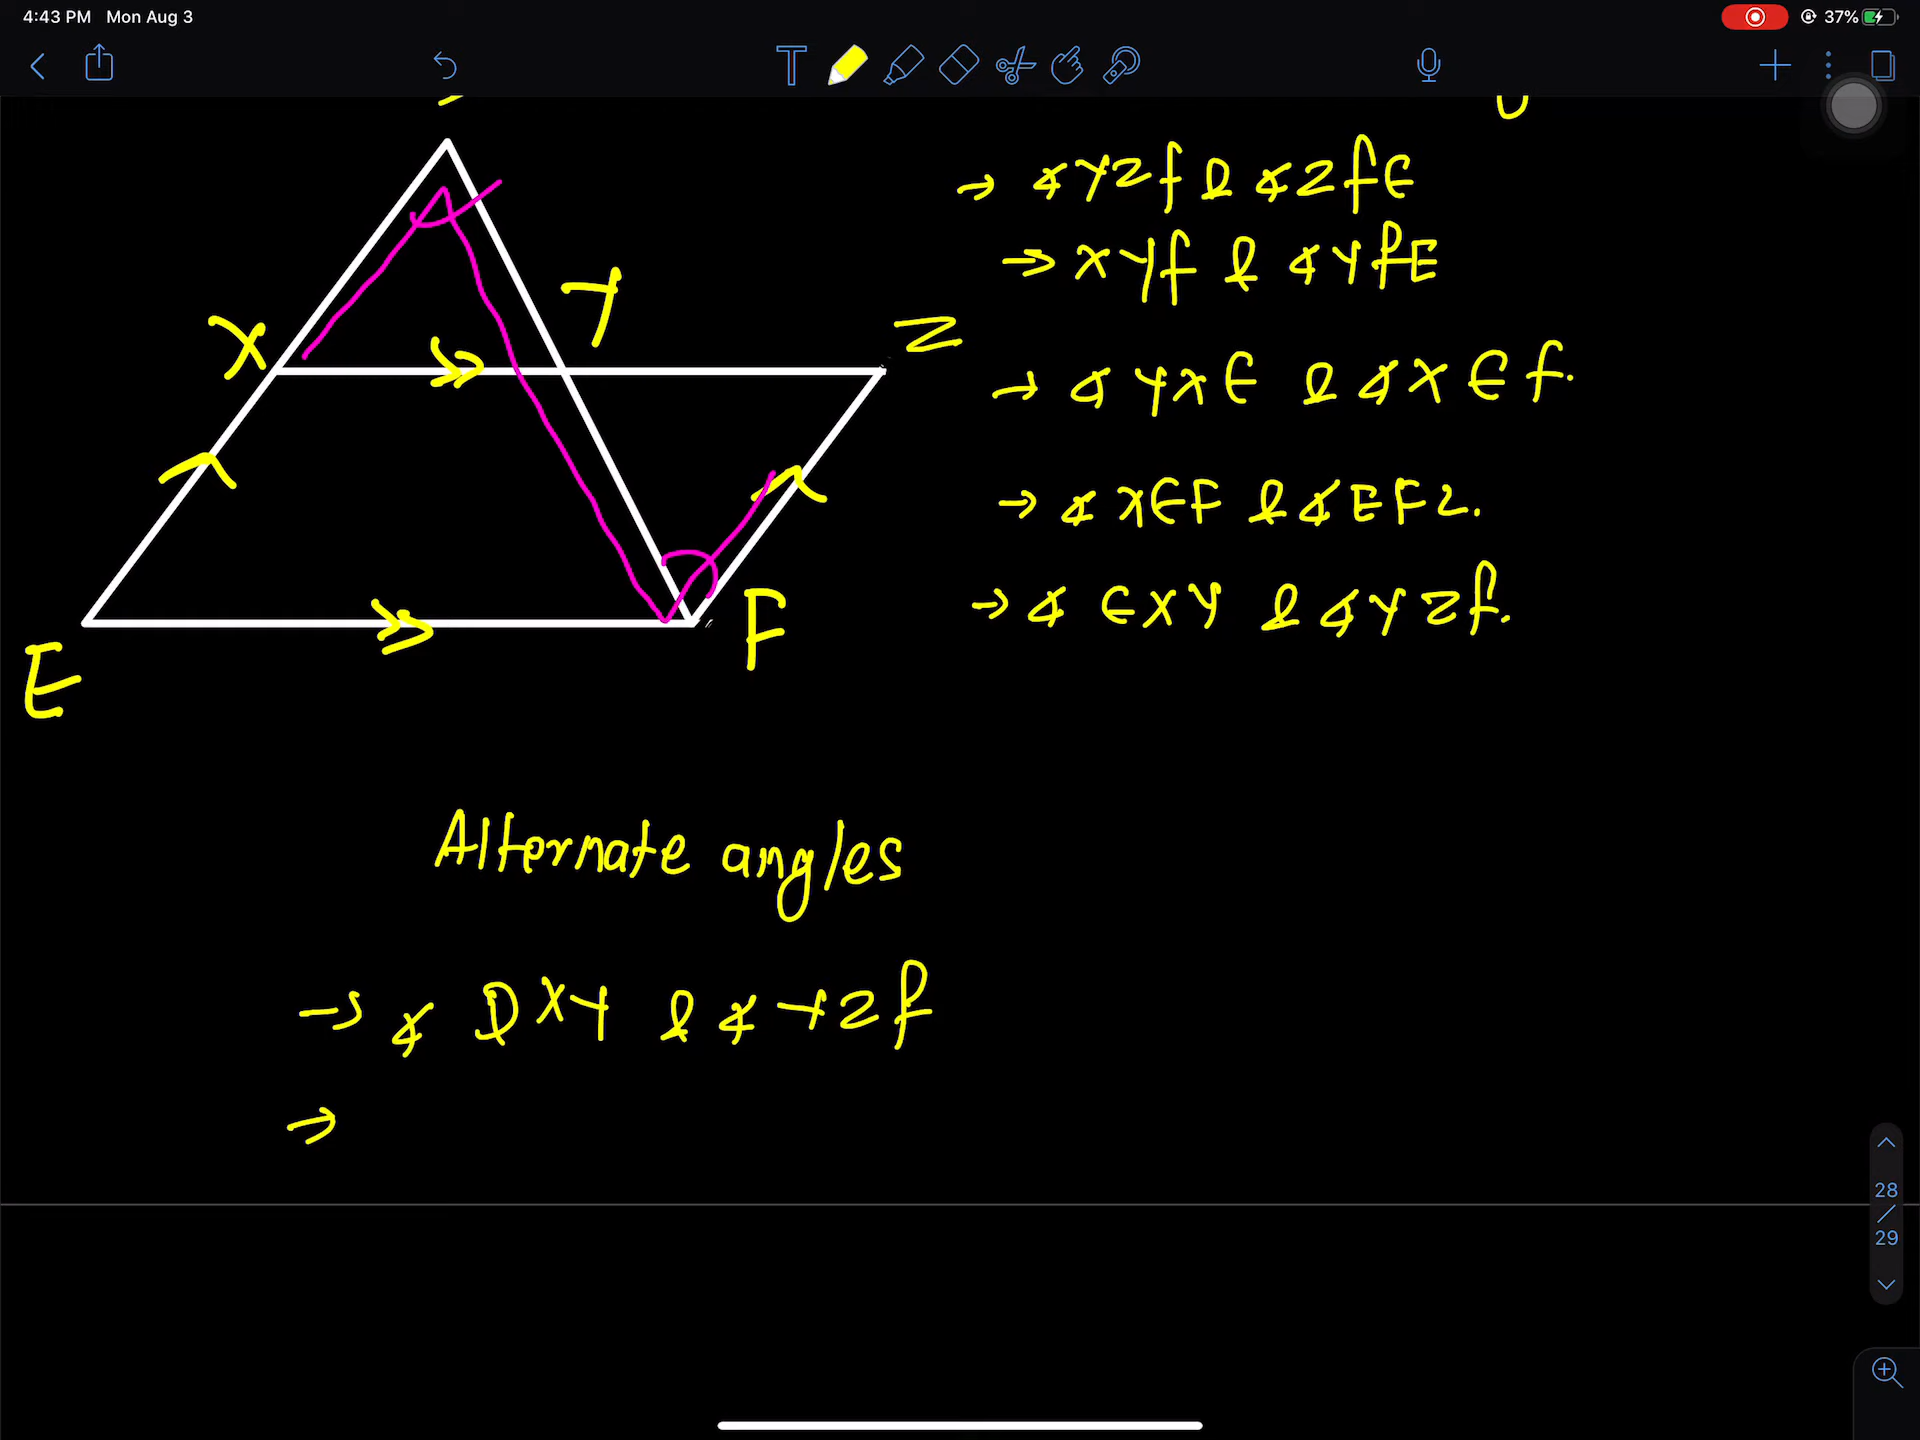 4:43 PM Mon Aug 3
37%
→ ∡YZf & ∡ZfE
→ XYf & ∡YfE
→ ∡YXE & ∡XEf.
→ ∡XEF & ∡EFZ.
→ ∡EXY & ∡YZf.
X
Y
Z
E
F
Alternate angles
→ ∡DXY & ∡YZf
→
28
/
29